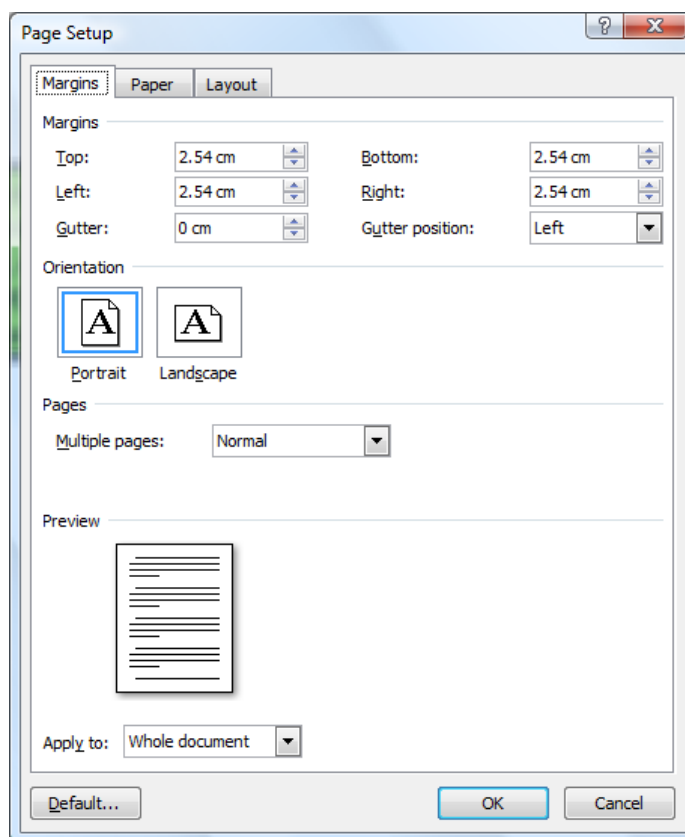 Page Setup
Margins Paper Layout
Margins
Top: 2.54 cm Bottom: 2.54 cm
Left: 2.54 cm Right: 2.54 cm
Gutter: 0 cm Gutter position: Left
Orientation
A A
Portrait Landscape
Pages
Multiple pages: Normal
Preview
Apply to: Whole document
Default... OK Cancel